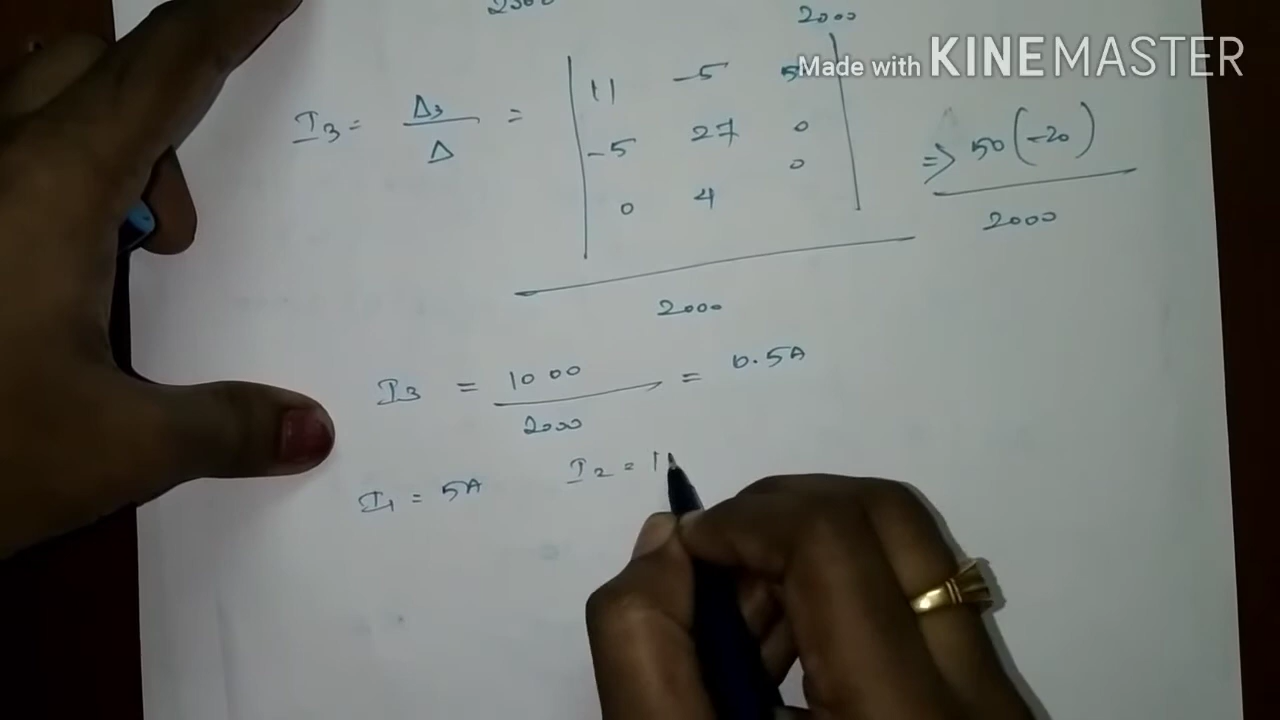 2000
Made with KINEMASTER
11 -5 5
I3 = Δ3/Δ = -5 27 0 => 50(-20)/2000
0 4 0
2000
I3 = 1000/2000 = 0.5A
I1 = 5A I2 = 1